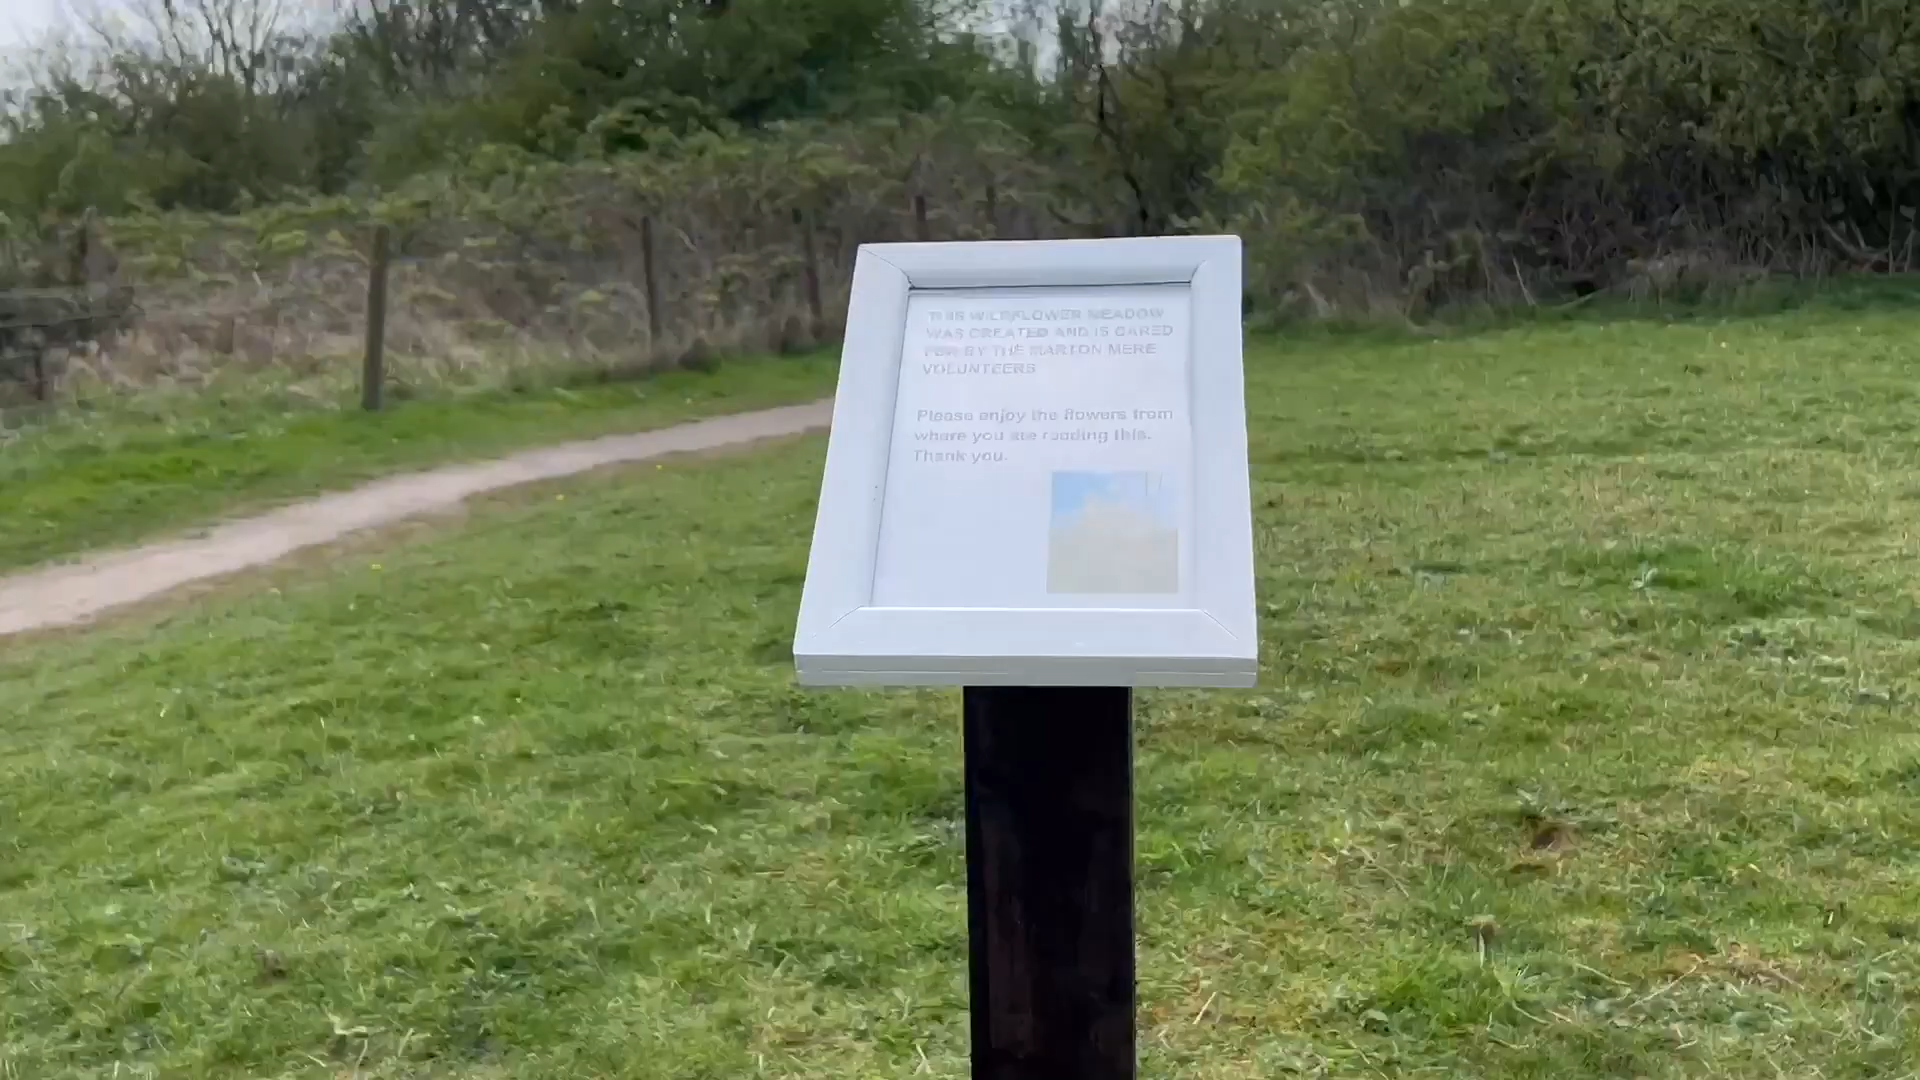 THIS WILDFLOWER MEADOW
WAS CREATED AND IS CARED
FOR BY THE MARTON MERE
VOLUNTEERS
Please enjoy the flowers from
where you are reading this.
Thank you.